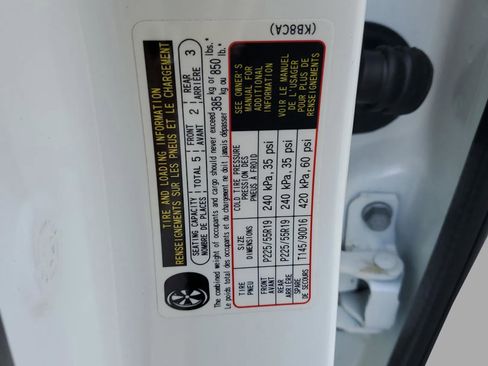 (KB8CA)
TIRE AND LOADING INFORMATION
RENSEIGNEMENTS SUR LES PNEUS ET LE CHARGEMENT
SEATING CAPACITY
NOMBRE DE PLACES
TOTAL 5
FRONT
AVANT
2
REAR
ARRIÈRE
3
The combined weight of occupants and cargo should never exceed 385 kg or 850 lbs.
Le poids total des occupants et du chargement ne doit jamais dépasser kg ou lbs.
TIRE
PNEU
SIZE
DIMENSIONS
COLD TIRE PRESSURE
PRESSION DES
PNEUS À FROID
SEE OWNER'S
MANUAL FOR
ADDITIONAL
INFORMATION
VOIR LE MANUEL
DE L'USAGER
POUR PLUS DE
RENSEIGNEMENTS
FRONT
AVANT
P225/55R19
240 kPa, 35 psi
REAR
ARRIÈRE
P225/55R19
240 kPa, 35 psi
SPARE
DE SECOURS
T145/90D16
420 kPa, 60 psi